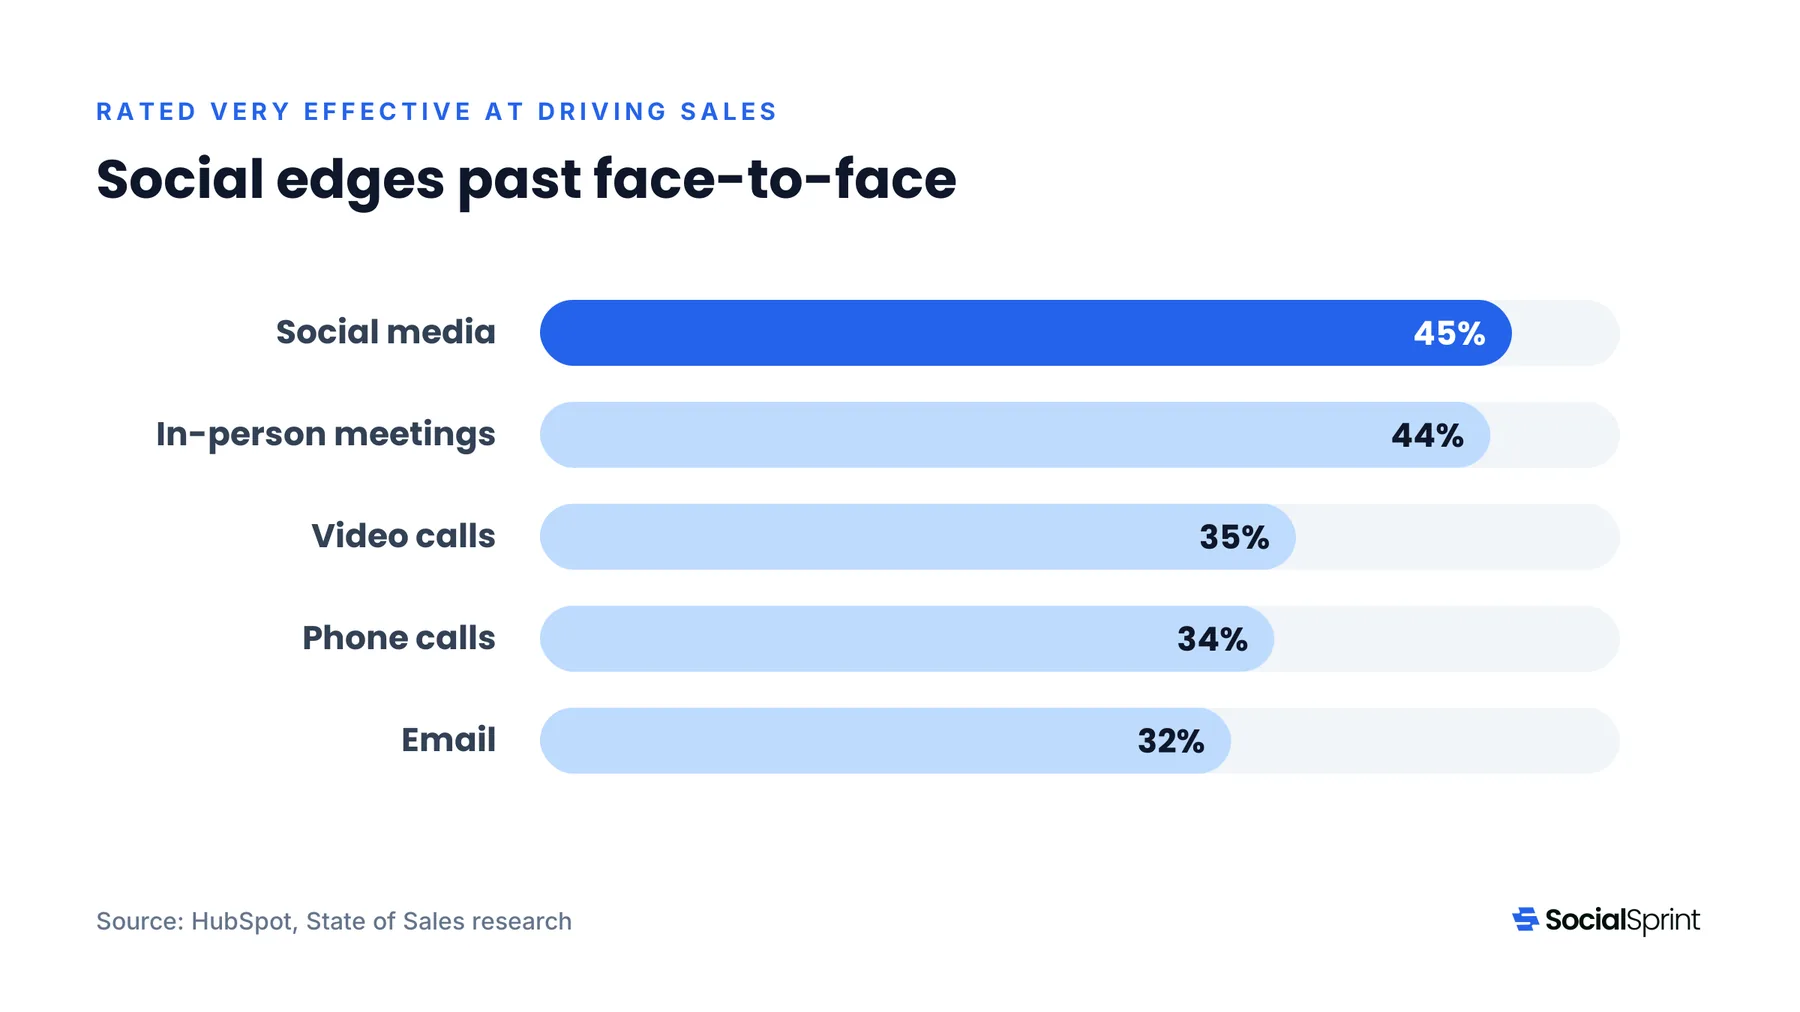 RATED VERY EFFECTIVE AT DRIVING SALES
Social edges past face-to-face
Social media 45%
In-person meetings 44%
Video calls 35%
Phone calls 34%
Email 32%
Source: HubSpot, State of Sales research
SocialSprint